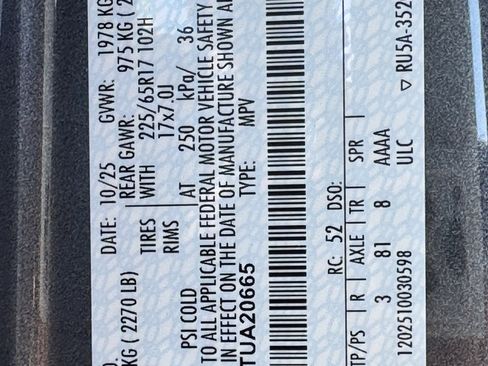 DATE: 10/25 GVWR: 1978 KG
REAR GAWR: 975 KG (2
KG ( 2270 LB) TIRES WITH 225/65R17 102H
RIMS 17x7.0J
PSI COLD AT 250 kPa/ 36
TO ALL APPLICABLE FEDERAL MOTOR VEHICLE SAFETY
IN EFFECT ON THE DATE OF MANUFACTURE SHOWN
TUA20665 TYPE: MPV
RC: 52 DSO:
TP/PS | R | AXLE | TR | SPR |
3 81 8 AAAA
1202510030598 ULC ▽ RU5A-352